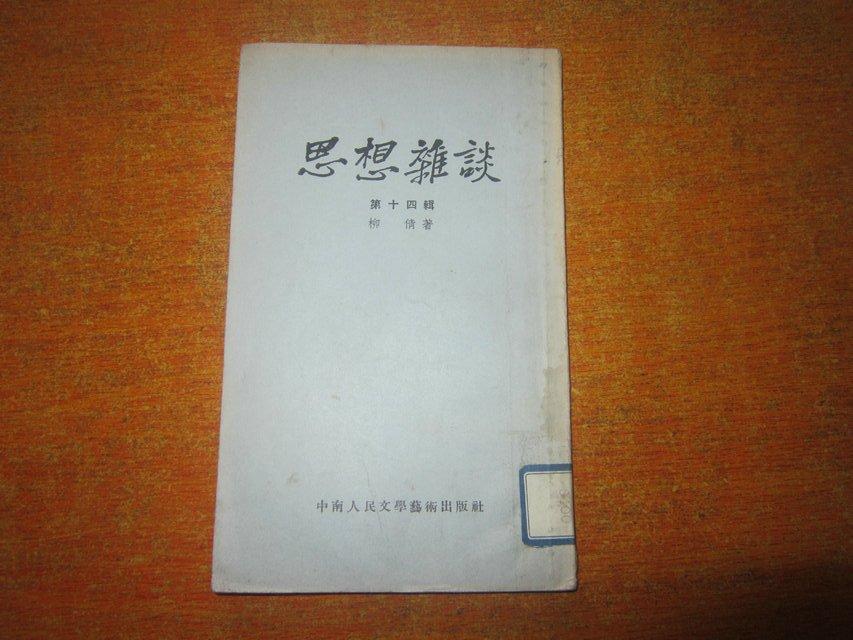 思想雜談
第十四輯
柳倩著
中南人民文學藝術出版社